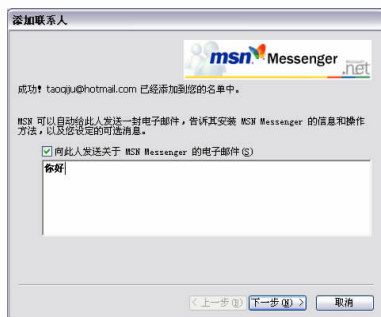 添加联系人
msn Messenger
.net
成功! taoqiju@hotmail.com 已经添加到您的名单中。
MSN 可以自动给此人发送一封电子邮件，告诉其安装 MSN Messenger 的信息和操作
方法，以及您设定的可选消息。
向此人发送关于 MSN Messenger 的电子邮件(S)
你好
< 上一步(B) 下一步(N) > 取消